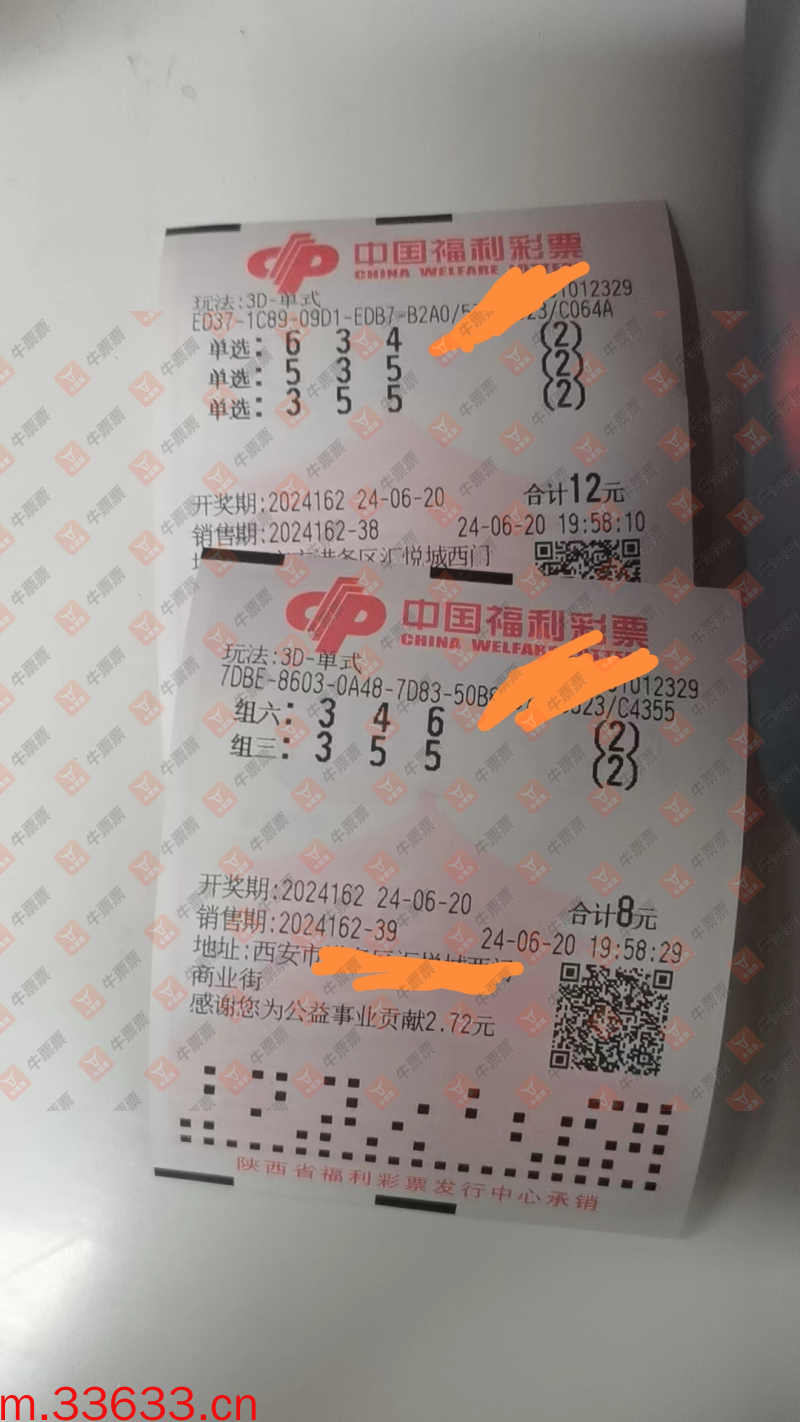 中国福利彩票
CHINA WELFARE
玩法:3D-单式 01012329
ED37-1C89-09D1-EDB7-B2A0/5 23/C064A
单选: 6 3 4 (2)
单选: 5 3 5 (2)
单选: 3 5 5 (2)
开奖期:2024162 24-06-20 合计12元
销售期:2024162-38 24-06-20 19:58:10
汇悦城西门
中国福利彩票
CHINA WELFARE
玩法:3D-单式 01012329
7DBE-8603-0A48-7D83-50B 23/C4355
组六: 3 4 6 (2)
组三: 3 5 5 (2)
开奖期:2024162 24-06-20 合计8元
销售期:2024162-39 24-06-20 19:58:29
地址:西安市
商业街
感谢您为公益事业贡献2.72元
陕西省福利彩票发行中心承销
牛票票
m.33633.cn